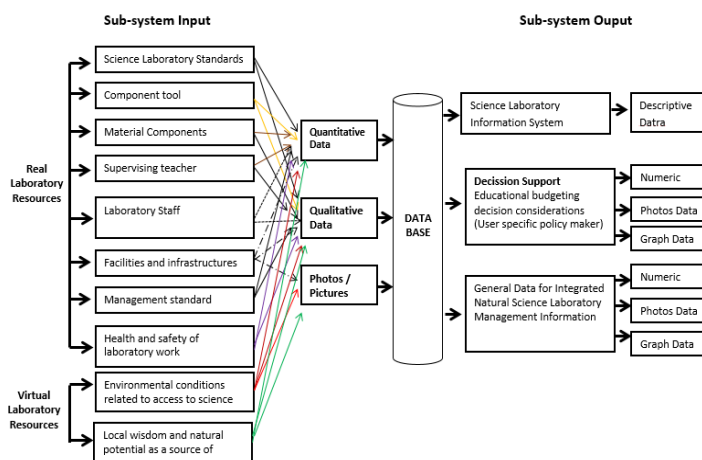 Sub-system Input
Sub-system Ouput
Real
Laboratory
Resources
Virtual
Laboratory
Resources
Science Laboratory Standards
Component tool
Material Components
Supervising teacher
Laboratory Staff
Facilities and infrastructures
Management standard
Health and safety of
laboratory work
Environmental conditions
related to access to science
Local wisdom and natural
potential as a source of
Quantitative
Data
Qualitative
Data
Photos /
Pictures
DATA
BASE
Science Laboratory
Information System
Descriptive
Datra
Decission Support
Educational budgeting
decision considerations
(User specific policy maker)
Numeric
Photos Data
Graph Data
General Data for Integrated
Natural Science Laboratory
Management Information
Numeric
Photos Data
Graph Data